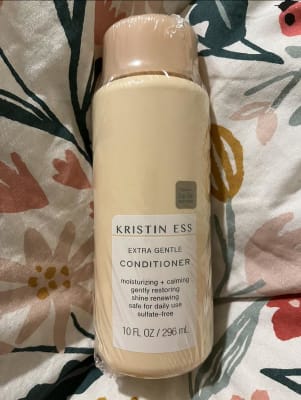 KRISTIN ESS
EXTRA GENTLE
CONDITIONER
moisturizing + calming
gently restoring
shine renewing
safe for daily use
sulfate-free
10 FL OZ / 296 mL